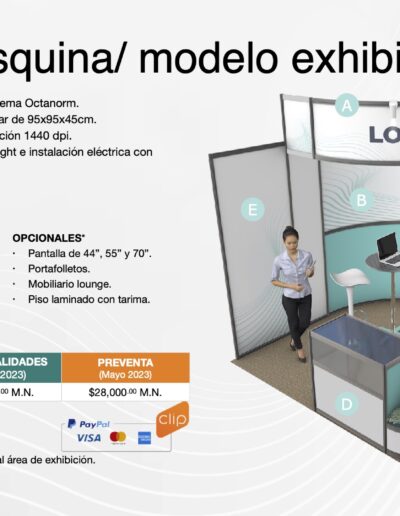 squina/ modelo exhibi
ema Octanorm.
ar de 95x95x45cm.
ción 1440 dpi.
ght e instalación eléctrica con
A
LO
E
B
OPCIONALES*
· Pantalla de 44", 55" y 70".
· Portafolletos.
· Mobiliario lounge.
· Piso laminado con tarima.
ALIDADES PREVENTA
2023) (Mayo 2023)
.00 M.N. $28,000.00 M.N.
D
clip
PayPal
VISA
al área de exhibición.